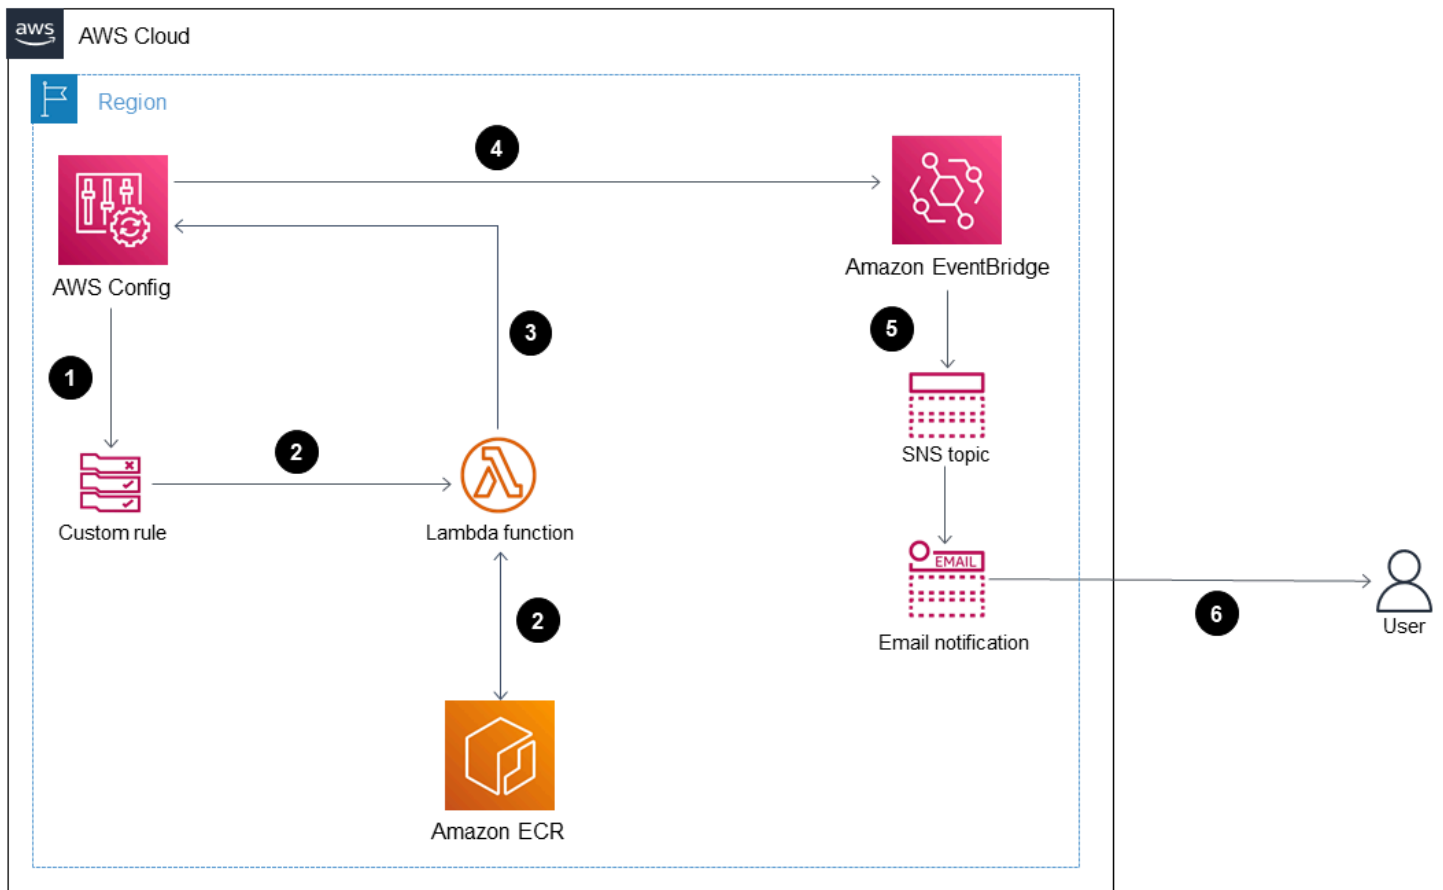 aws
AWS Cloud
Region
4
AWS Config
Amazon EventBridge
3
5
1
2
SNS topic
Custom rule
Lambda function
EMAIL
2
6
Email notification
User
Amazon ECR